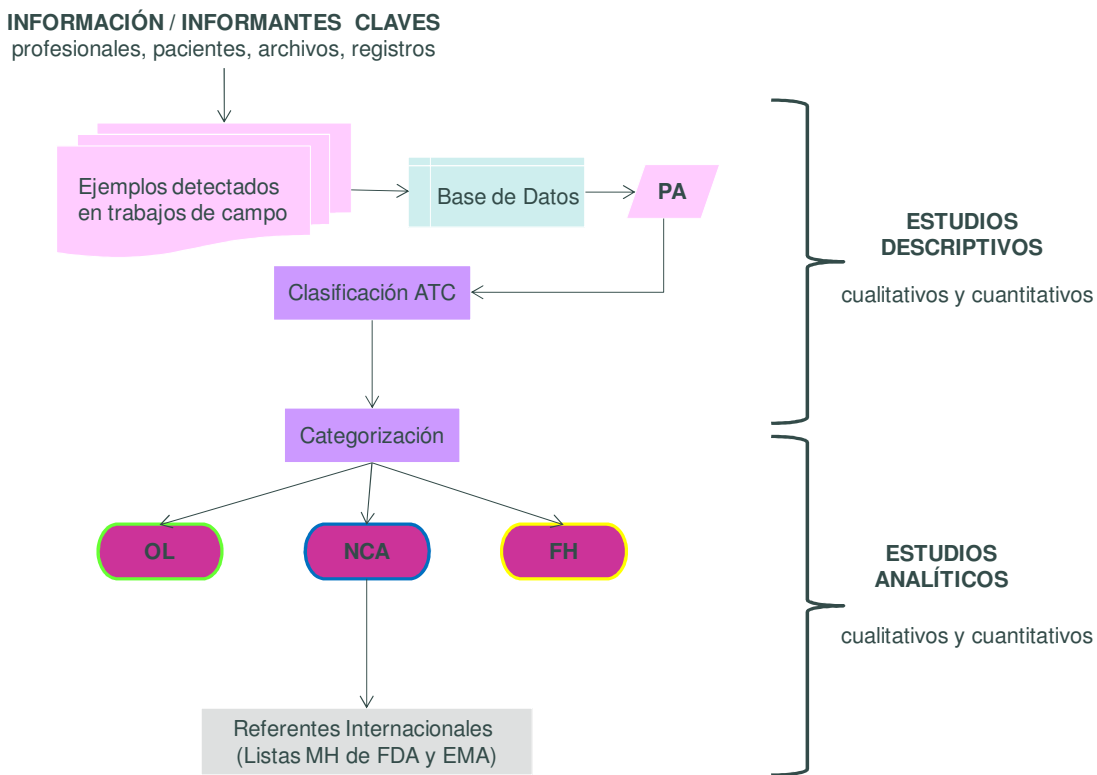 INFORMACIÓN / INFORMANTES CLAVES
profesionales, pacientes, archivos, registros
Ejemplos detectados
en trabajos de campo
Base de Datos
PA
Clasificación ATC
Categorización
OL
NCA
FH
Referentes Internacionales
(Listas MH de FDA y EMA)
ESTUDIOS
DESCRIPTIVOS
cualitativos y cuantitativos
ESTUDIOS
ANALÍTICOS
cualitativos y cuantitativos